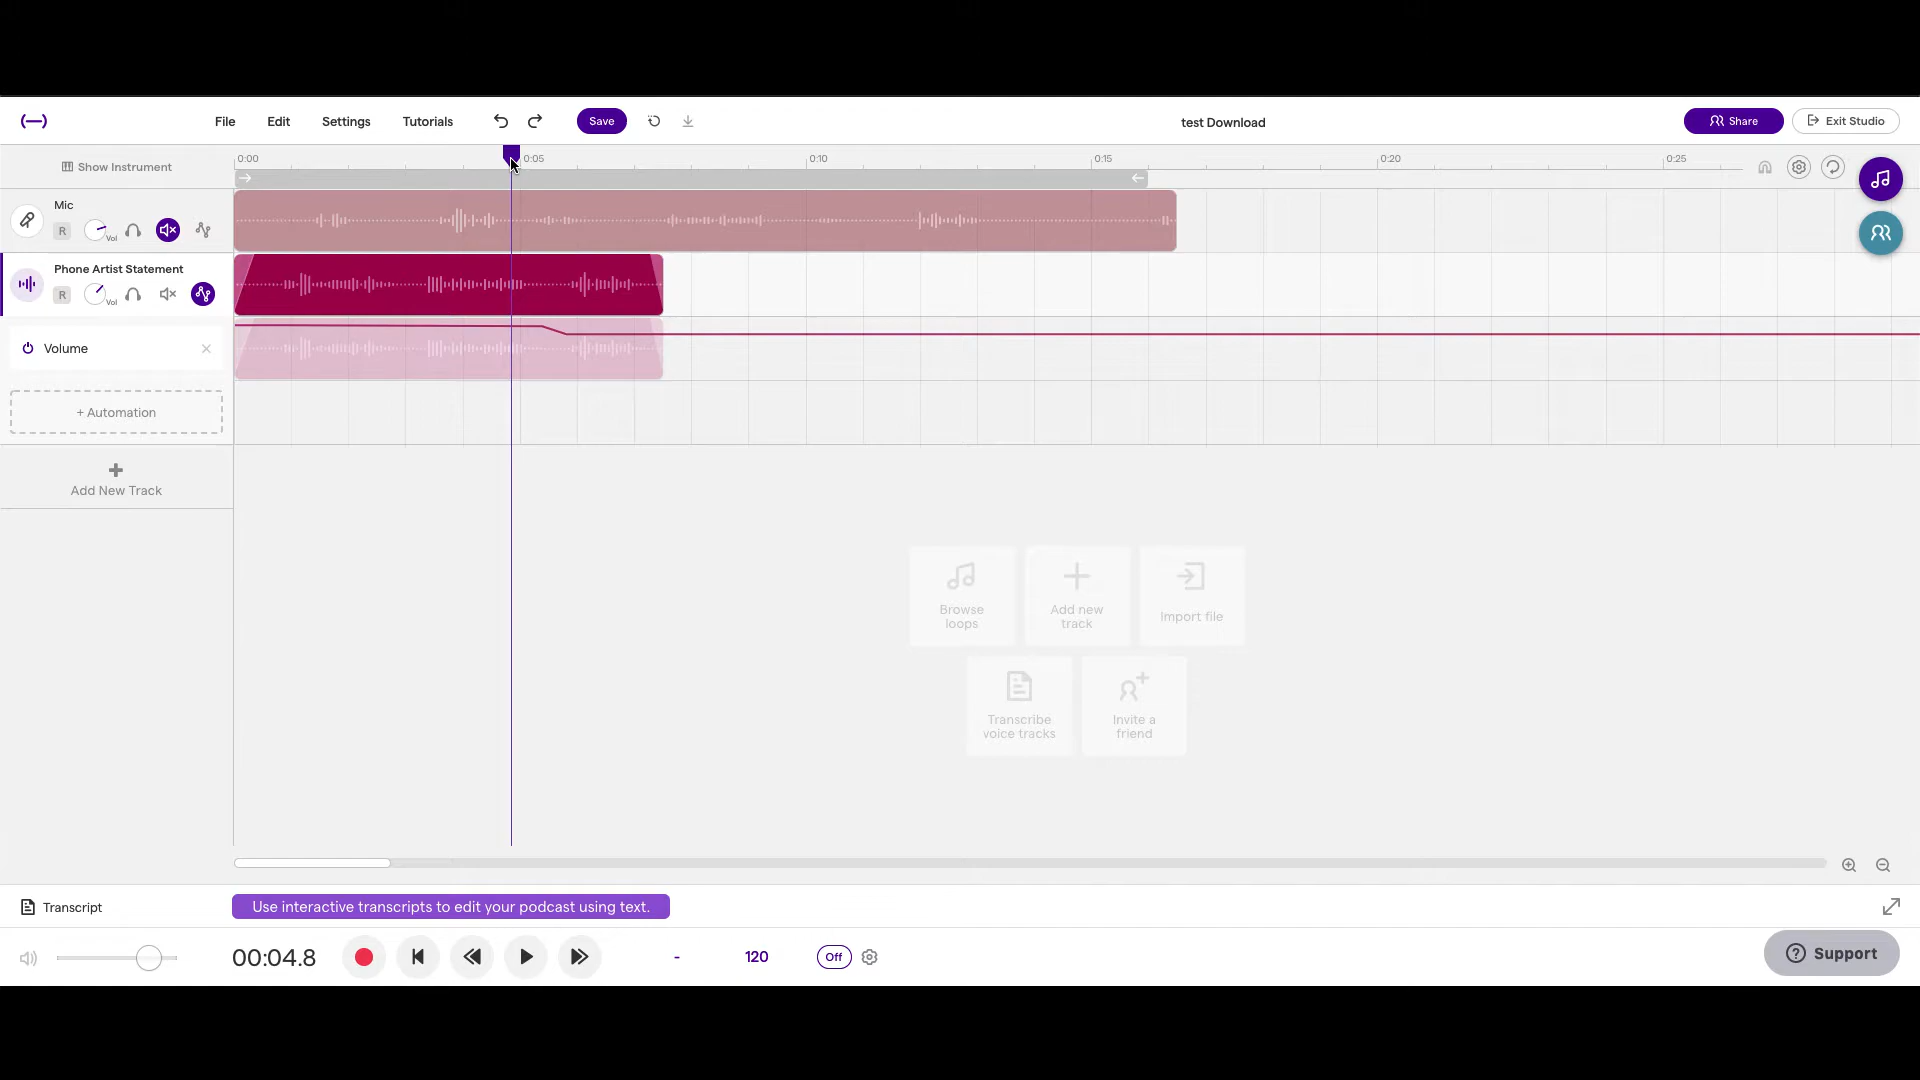 File Edit Settings Tutorials Save test Download Share Exit Studio
Show Instrument 0:00 0:05 0:10 0:15 0:20 0:25
Mic
R Vol
Phone Artist Statement
R Vol
Volume
+ Automation
Add New Track
Browse
loops
Add new
track
Import file
Transcribe
voice tracks
Invite a
friend
Transcript Use interactive transcripts to edit your podcast using text.
00:04.8 - 120 Off Support